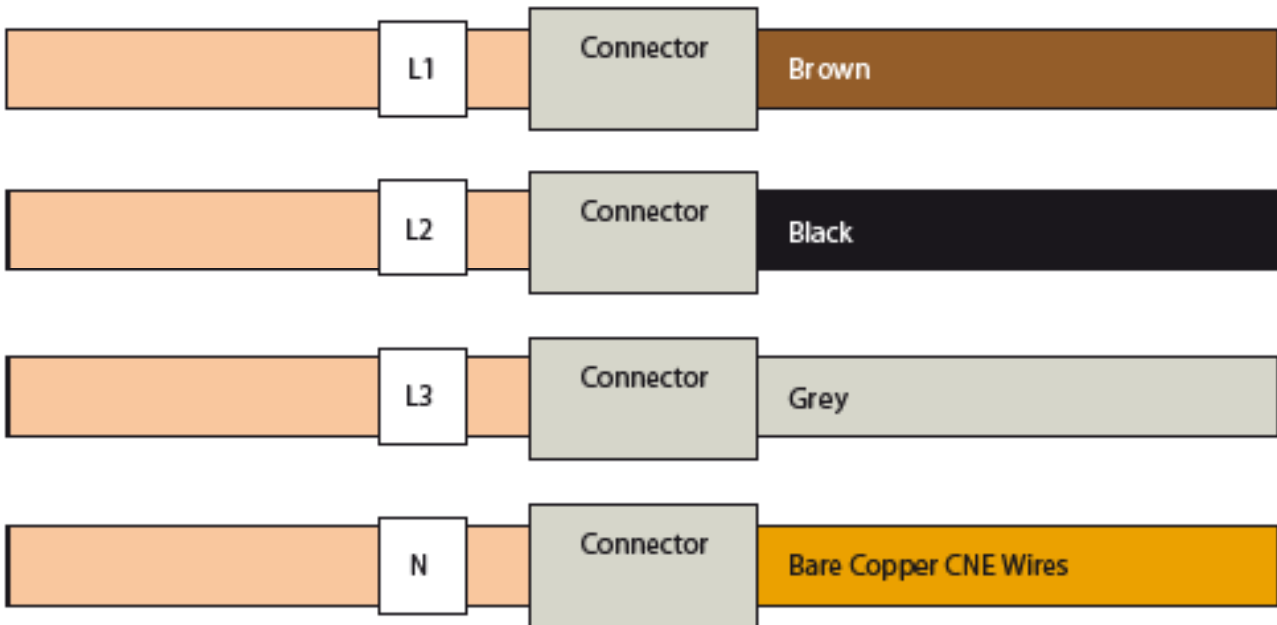 L1 Connector Brown
L2 Connector Black
L3 Connector Grey
N Connector Bare Copper CNE Wires